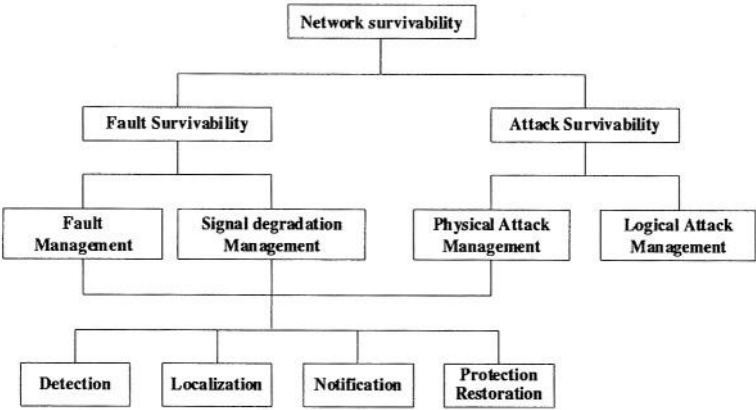 Network survivability
Fault Survivability
Attack Survivability
Fault
Management
Signal degradation
Management
Physical Attack
Management
Logical Attack
Management
Detection
Localization
Notification
Protection
Restoration